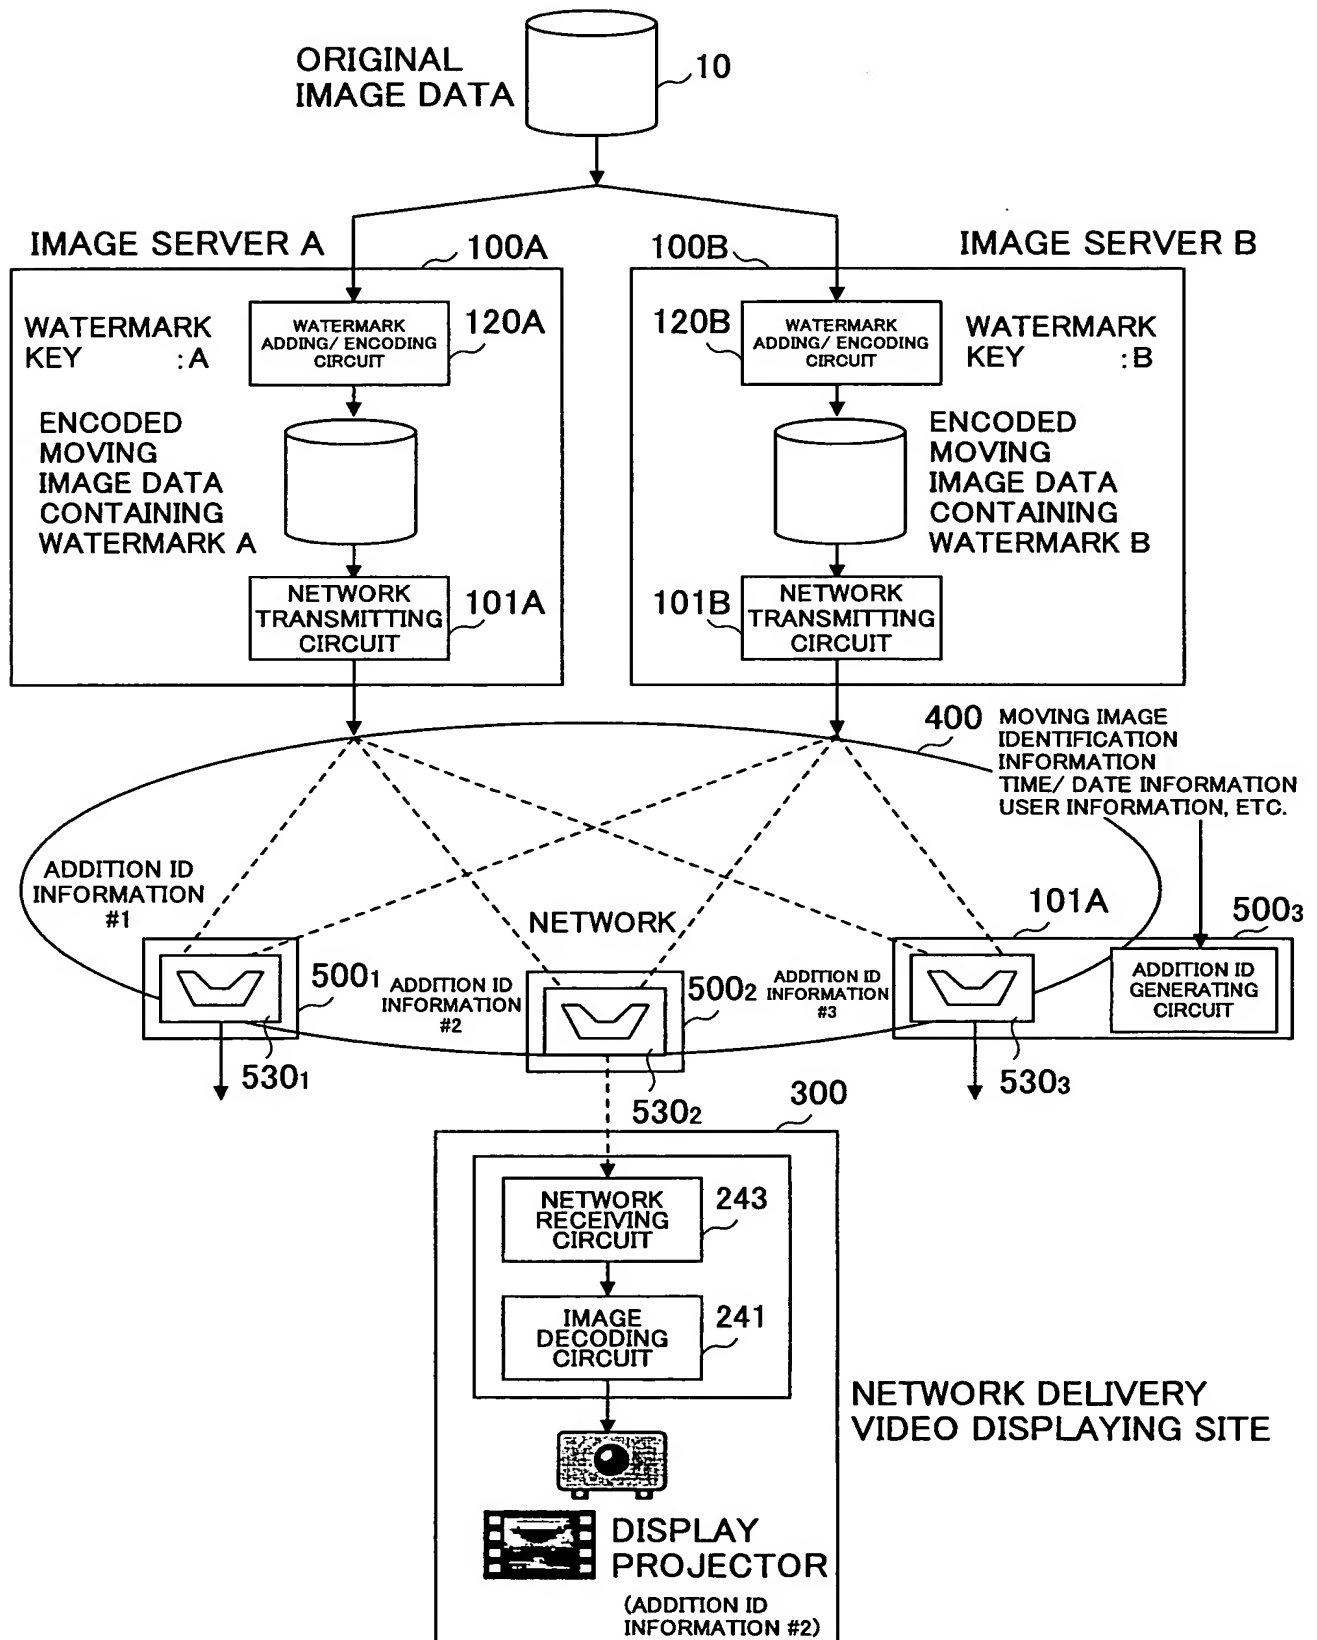 ORIGINAL
IMAGE DATA
10
IMAGE SERVER A
100A
100B
IMAGE SERVER B
WATERMARK
KEY :A
WATERMARK
ADDING/ ENCODING
CIRCUIT
120A
120B
WATERMARK
ADDING/ ENCODING
CIRCUIT
WATERMARK
KEY :B
ENCODED
MOVING
IMAGE DATA
CONTAINING
WATERMARK A
ENCODED
MOVING
IMAGE DATA
CONTAINING
WATERMARK B
NETWORK
TRANSMITTING
CIRCUIT
101A
101B
NETWORK
TRANSMITTING
CIRCUIT
400
MOVING IMAGE
IDENTIFICATION
INFORMATION
TIME/ DATE INFORMATION
USER INFORMATION, ETC.
ADDITION ID
INFORMATION
#1
NETWORK
101A
500₃
500₁
ADDITION ID
INFORMATION
#2
500₂
ADDITION ID
INFORMATION
#3
ADDITION ID
GENERATING
CIRCUIT
530₁
530₂
530₃
300
NETWORK
RECEIVING
CIRCUIT
243
IMAGE
DECODING
CIRCUIT
241
NETWORK DELIVERY
VIDEO DISPLAYING SITE
DISPLAY
PROJECTOR
(ADDITION ID
INFORMATION #2)